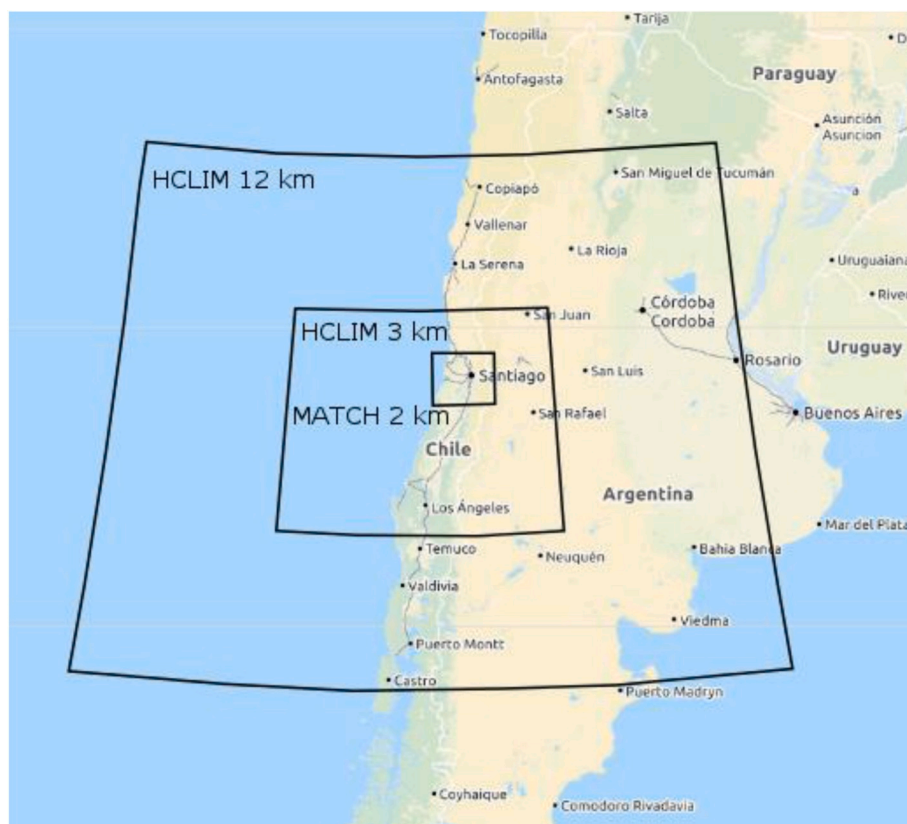 Tarija
Tocopilla
D
Paraguay
Antofagasta
Salta
Asunción
Asuncion
HCLIM 12 km
San Miguel de Tucumán
Copiapó
a
Vallenar
La Rioja
La Serena
Uruguaiana
River
Córdoba
Cordoba
HCLIM 3 km
San Juan
Uruguay
Rosario
Santiago
San Luis
MATCH 2 km
San Rafael
Buenos Aires
Chile
Argentina
Los Ángeles
Mar del Plata
Temuco
Neuquén
Bahia Blanca
Valdivia
Viedma
Puerto Montt
Castro
Puerto Madryn
Coyhaique
Comodoro Rivadavia